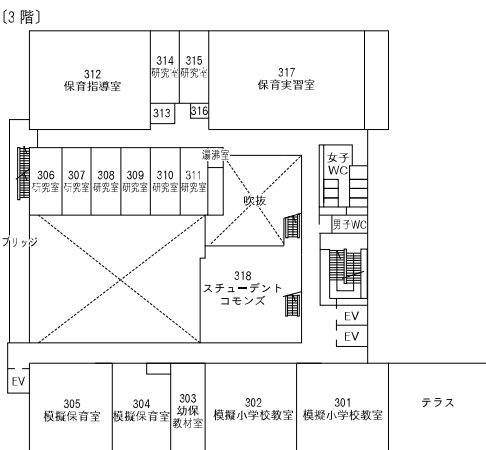 〔3 階〕
312
保育指導室
314
研究室
315
研究室
317
保育実習室
313
316
湯沸室
女子
WC
306
研究室
307
研究室
308
研究室
309
研究室
310
研究室
311
研究室
吹抜
男子WC
ブリッジ
318
スチューデント
コモンズ
EV
EV
EV
305
模擬保育室
304
模擬保育室
303
幼保
教材室
302
模擬小学校教室
301
模擬小学校教室
テラス